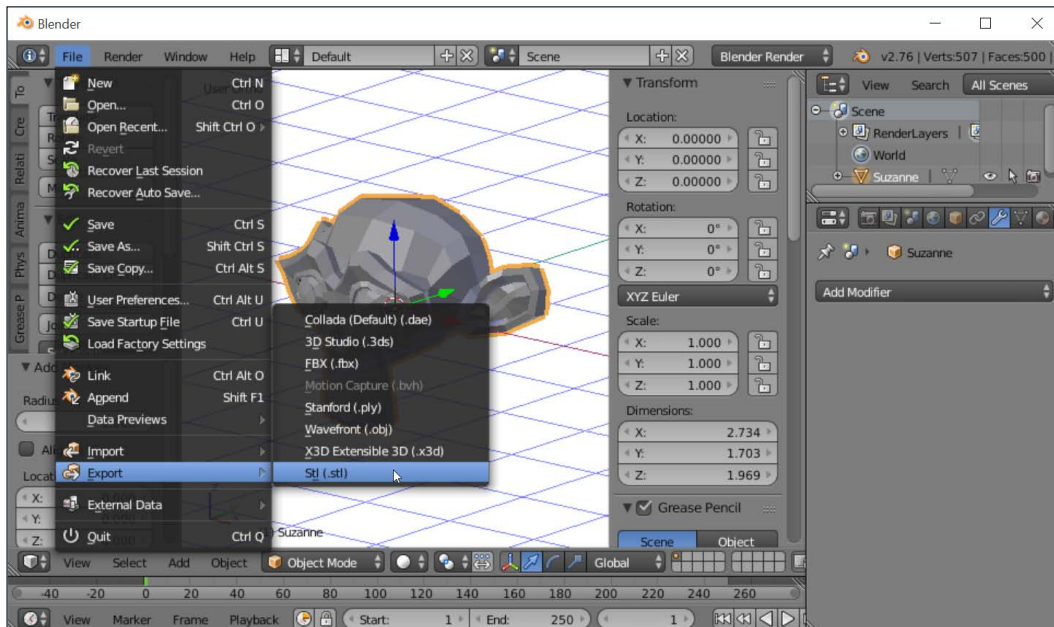 Blender
File Render Window Help Default Scene Blender Render v2.76 | Verts:507 | Faces:500 |
New Ctrl N
Open... Ctrl O
Open Recent... Shift Ctrl O
Revert
Recover Last Session
Recover Auto Save...
Save Ctrl S
Save As... Shift Ctrl S
Save Copy... Ctrl Alt S
User Preferences... Ctrl Alt U
Save Startup File Ctrl U
Load Factory Settings
Link Ctrl Alt O
Append Shift F1
Data Previews
Import
Export
External Data
Quit Ctrl Q
Collada (Default) (.dae)
3D Studio (.3ds)
FBX (.fbx)
Motion Capture (.bvh)
Stanford (.ply)
Wavefront (.obj)
X3D Extensible 3D (.x3d)
Stl (.stl)
To
Cre
Relati
Anima
Phys
Grease P
User Ortho
Suzanne
Transform
Location:
X: 0.00000
Y: 0.00000
Z: 0.00000
Rotation:
X: 0°
Y: 0°
Z: 0°
XYZ Euler
Scale:
X: 1.000
Y: 1.000
Z: 1.000
Dimensions:
X: 2.734
Y: 1.703
Z: 1.969
Grease Pencil
Scene Object
View Search All Scenes
Scene
RenderLayers
World
Suzanne
Suzanne
Add Modifier
X:
Y:
Z:
View Select Add Object Object Mode Global
-40 -20 0 20 40 60 80 100 120 140 160 180 200 220 240 260
View Marker Frame Playback Start: 1 End: 250 1